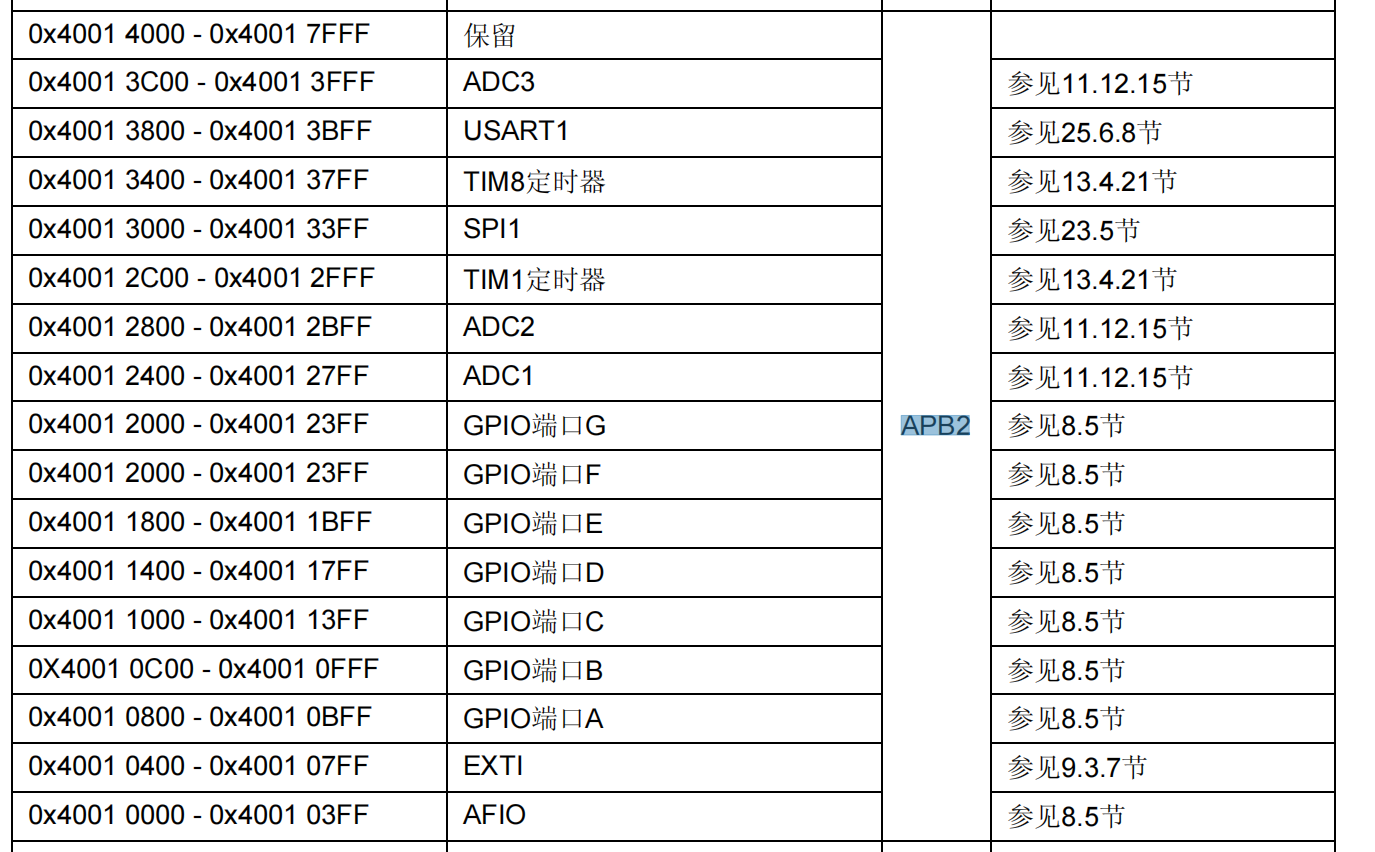 0x4001 4000 - 0x4001 7FFF 保留
0x4001 3C00 - 0x4001 3FFF ADC3 参见11.12.15节
0x4001 3800 - 0x4001 3BFF USART1 参见25.6.8节
0x4001 3400 - 0x4001 37FF TIM8定时器 参见13.4.21节
0x4001 3000 - 0x4001 33FF SPI1 参见23.5节
0x4001 2C00 - 0x4001 2FFF TIM1定时器 参见13.4.21节
0x4001 2800 - 0x4001 2BFF ADC2 参见11.12.15节
0x4001 2400 - 0x4001 27FF ADC1 参见11.12.15节
0x4001 2000 - 0x4001 23FF GPIO端口G APB2 参见8.5节
0x4001 2000 - 0x4001 23FF GPIO端口F 参见8.5节
0x4001 1800 - 0x4001 1BFF GPIO端口E 参见8.5节
0x4001 1400 - 0x4001 17FF GPIO端口D 参见8.5节
0x4001 1000 - 0x4001 13FF GPIO端口C 参见8.5节
0X4001 0C00 - 0x4001 0FFF GPIO端口B 参见8.5节
0x4001 0800 - 0x4001 0BFF GPIO端口A 参见8.5节
0x4001 0400 - 0x4001 07FF EXTI 参见9.3.7节
0x4001 0000 - 0x4001 03FF AFIO 参见8.5节